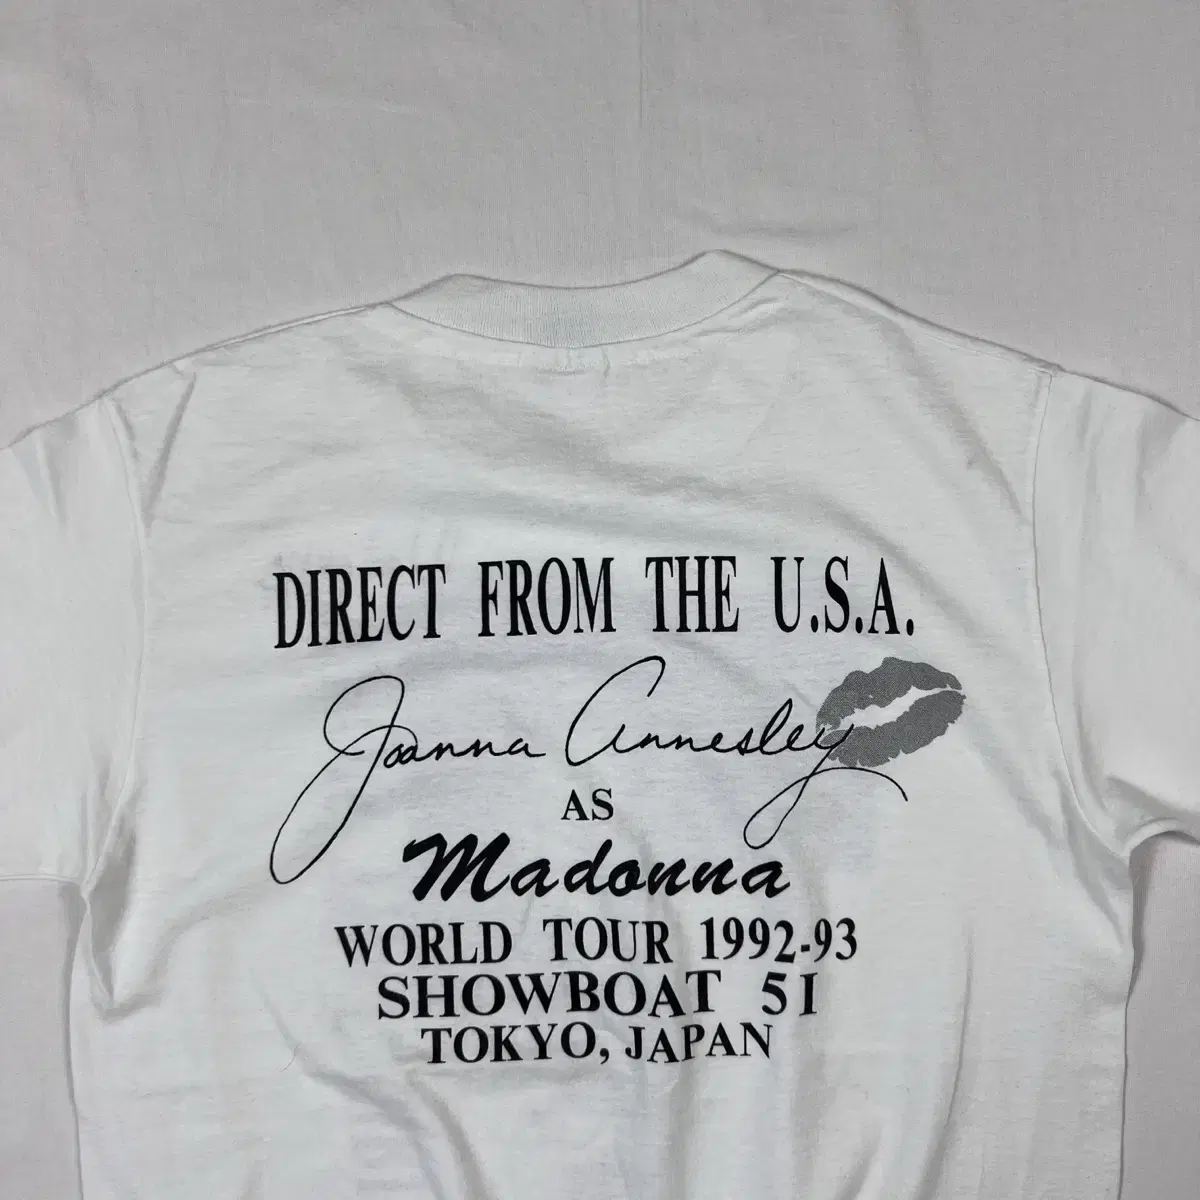 DIRECT FROM THE U.S.A.
Joanna Annesley
AS
Madonna
WORLD TOUR 1992-93
SHOWBOAT 51
TOKYO, JAPAN